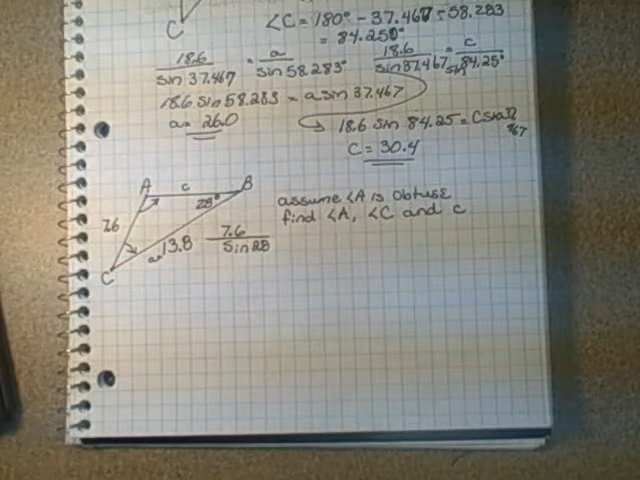 C
∠C = 180° - 37.467 - 58.283
= 84.250°
18.6/sin 37.467 = a/sin 58.283° 18.6/sin 37.467 = c/sin 84.25°
18.6 sin 58.283 = a sin 37.467
a = 26.0
18.6 sin 84.25 = C sin 37.467
C = 30.4
A c B
28°
assume ∠A is obtuse
find ∠A, ∠C and c
7.6
a=13.8 7.6/Sin 28
C